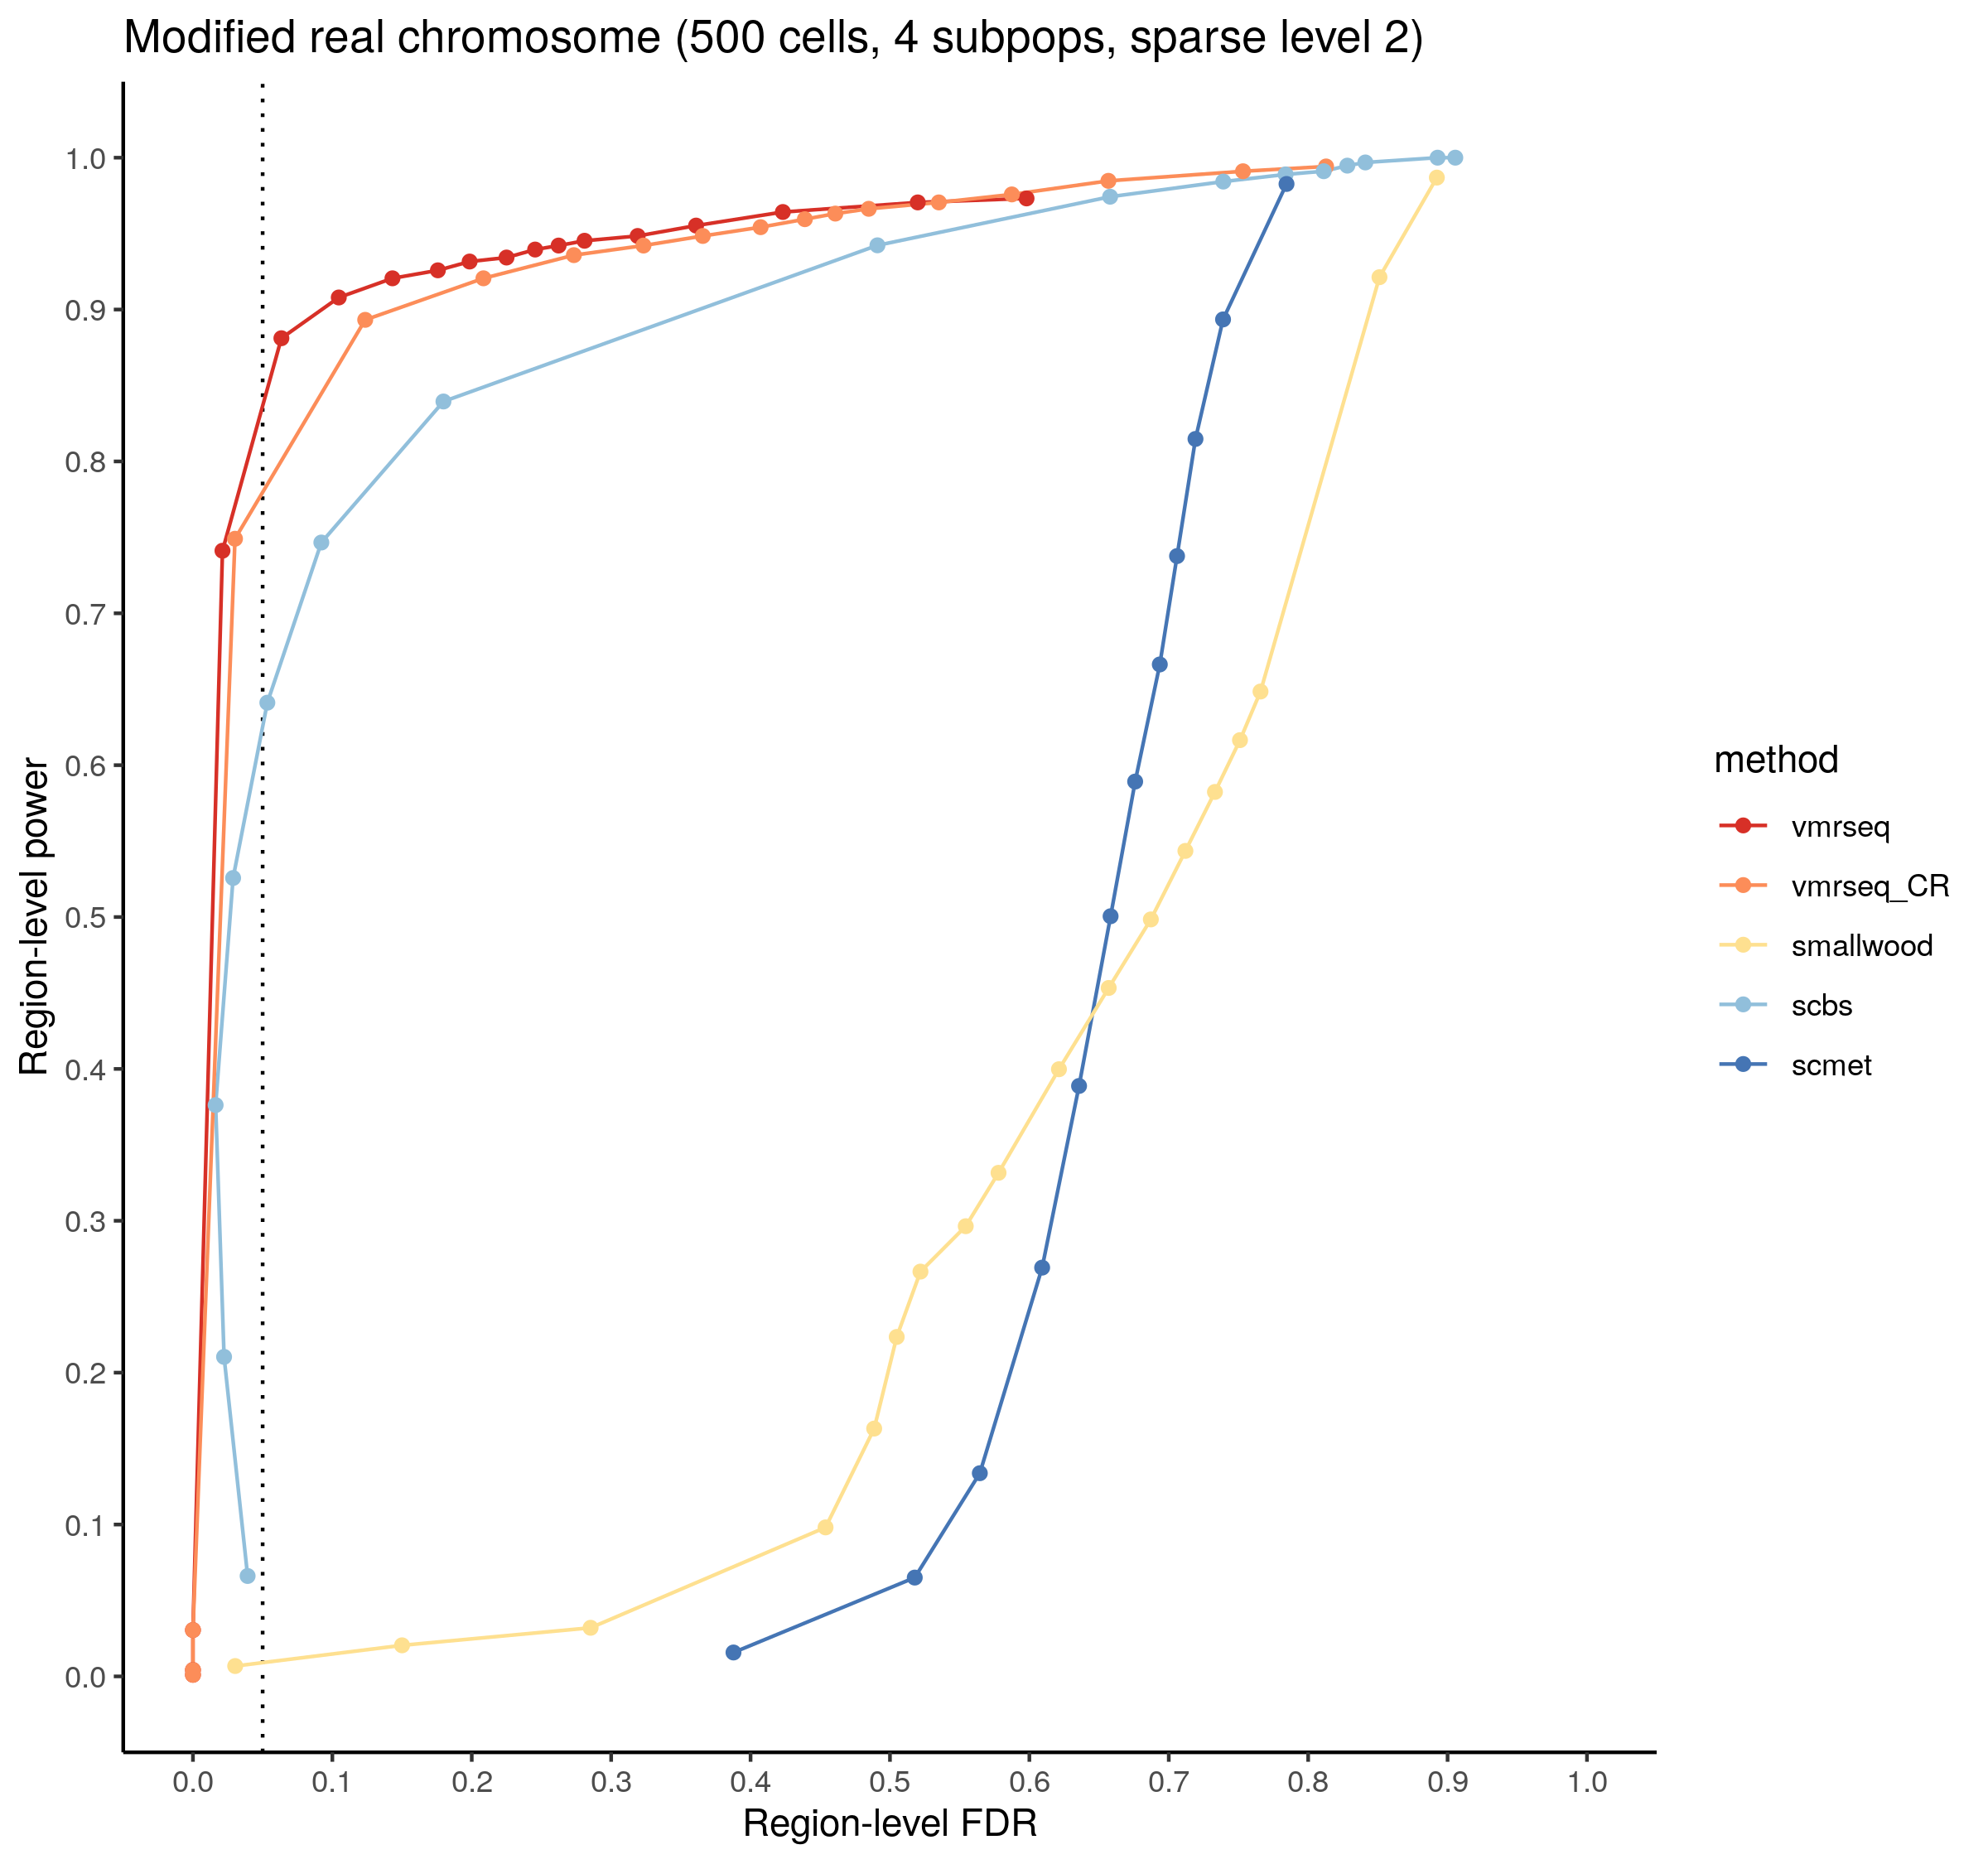 Modified real chromosome (500 cells, 4 subpops, sparse level 2)
1.0
0.9
0.8
0.7
0.6
0.5
0.4
0.3
0.2
0.1
0.0
Region-level power
0.0 0.1 0.2 0.3 0.4 0.5 0.6 0.7 0.8 0.9 1.0
Region-level FDR
method
vmrseq
vmrseq_CR
smallwood
scbs
scmet